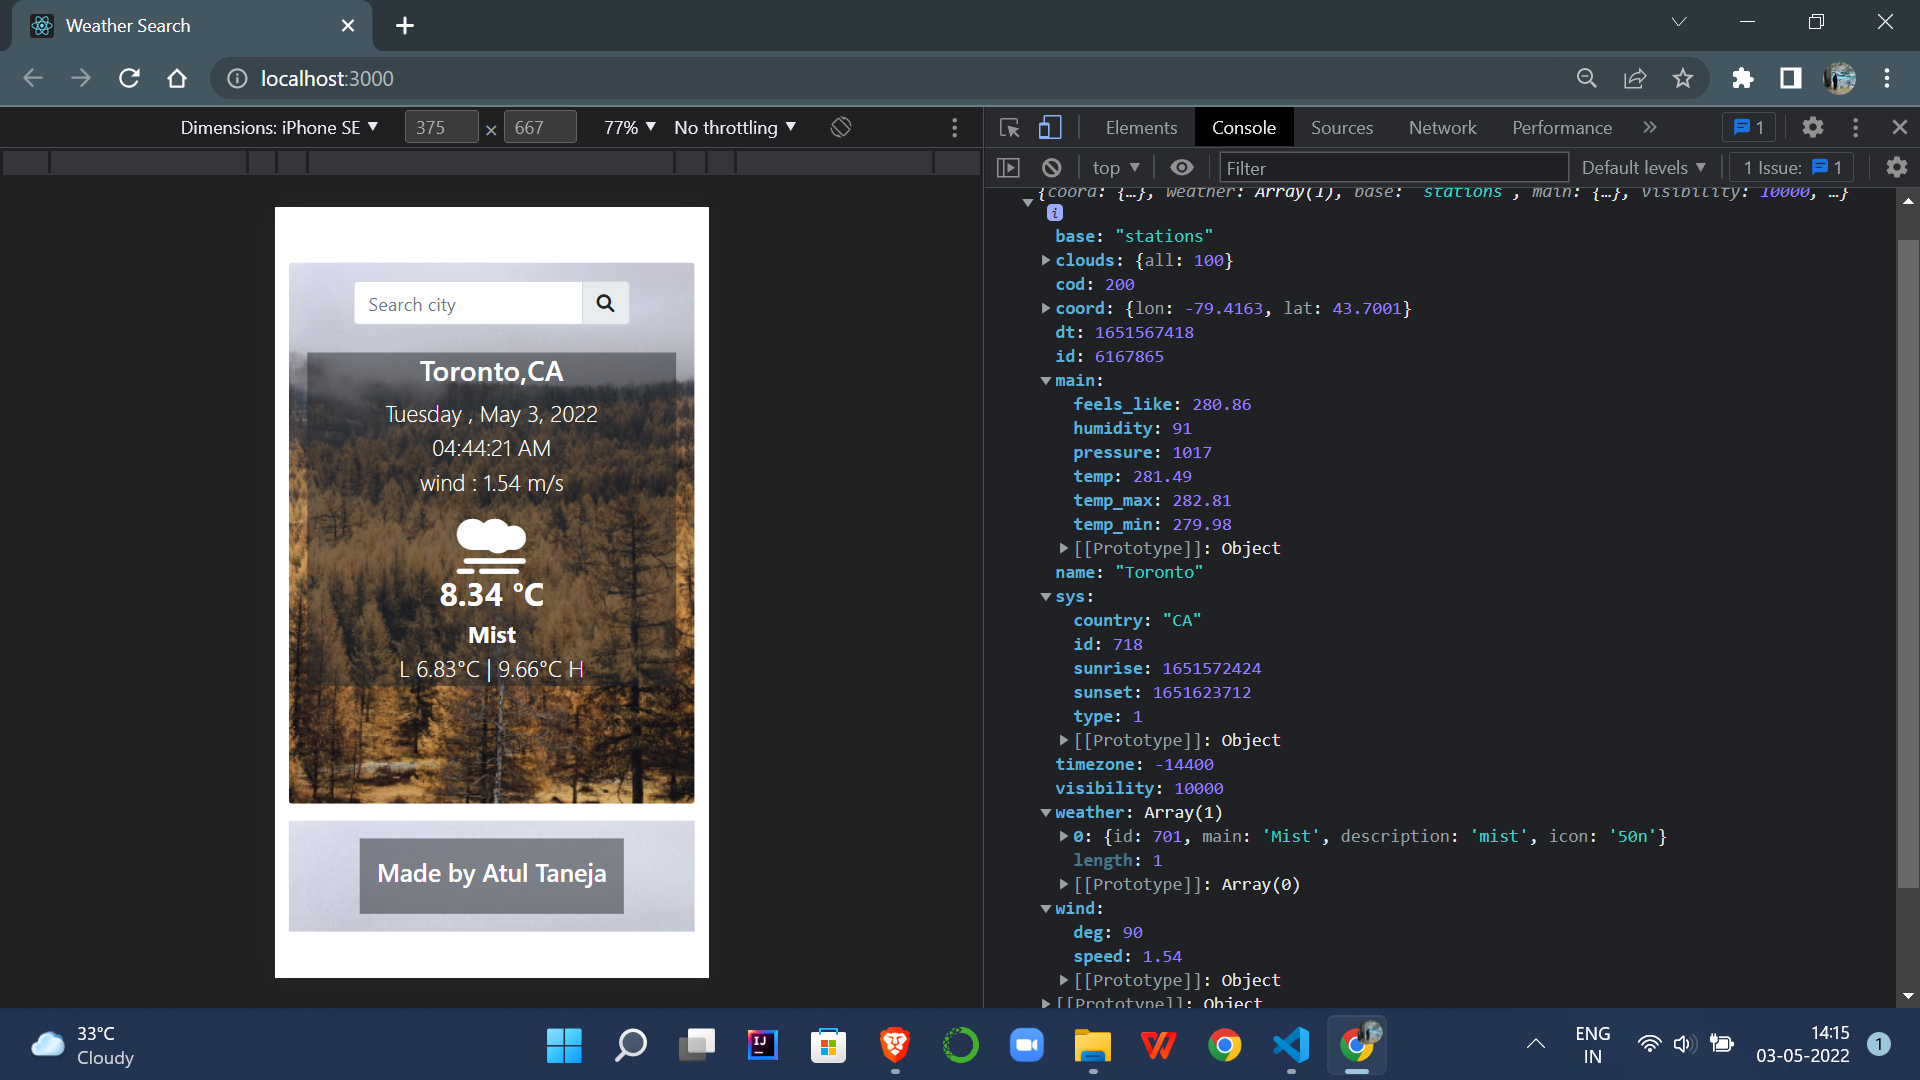 Weather Search
localhost:3000
Dimensions: iPhone SE 375 × 667 77% No throttling
Elements Console Sources Network Performance » 1
top Filter Default levels 1 Issue: 1
{coord: {…}, weather: Array(1), base: 'stations', main: {…}, visibility: 10000, …}
i
base: "stations"
clouds: {all: 100}
cod: 200
coord: {lon: -79.4163, lat: 43.7001}
dt: 1651567418
id: 6167865
main:
feels_like: 280.86
humidity: 91
pressure: 1017
temp: 281.49
temp_max: 282.81
temp_min: 279.98
[[Prototype]]: Object
name: "Toronto"
sys:
country: "CA"
id: 718
sunrise: 1651572424
sunset: 1651623712
type: 1
[[Prototype]]: Object
timezone: -14400
visibility: 10000
weather: Array(1)
0: {id: 701, main: 'Mist', description: 'mist', icon: '50n'}
length: 1
[[Prototype]]: Array(0)
wind:
deg: 90
speed: 1.54
[[Prototype]]: Object
[[Prototype]]: Object
Search city
Toronto,CA
Tuesday , May 3, 2022
04:44:21 AM
wind : 1.54 m/s
8.34 °C
Mist
L 6.83°C | 9.66°C H
Made by Atul Taneja
33°C
Cloudy
IJ
ENG
IN
14:15
03-05-2022
1